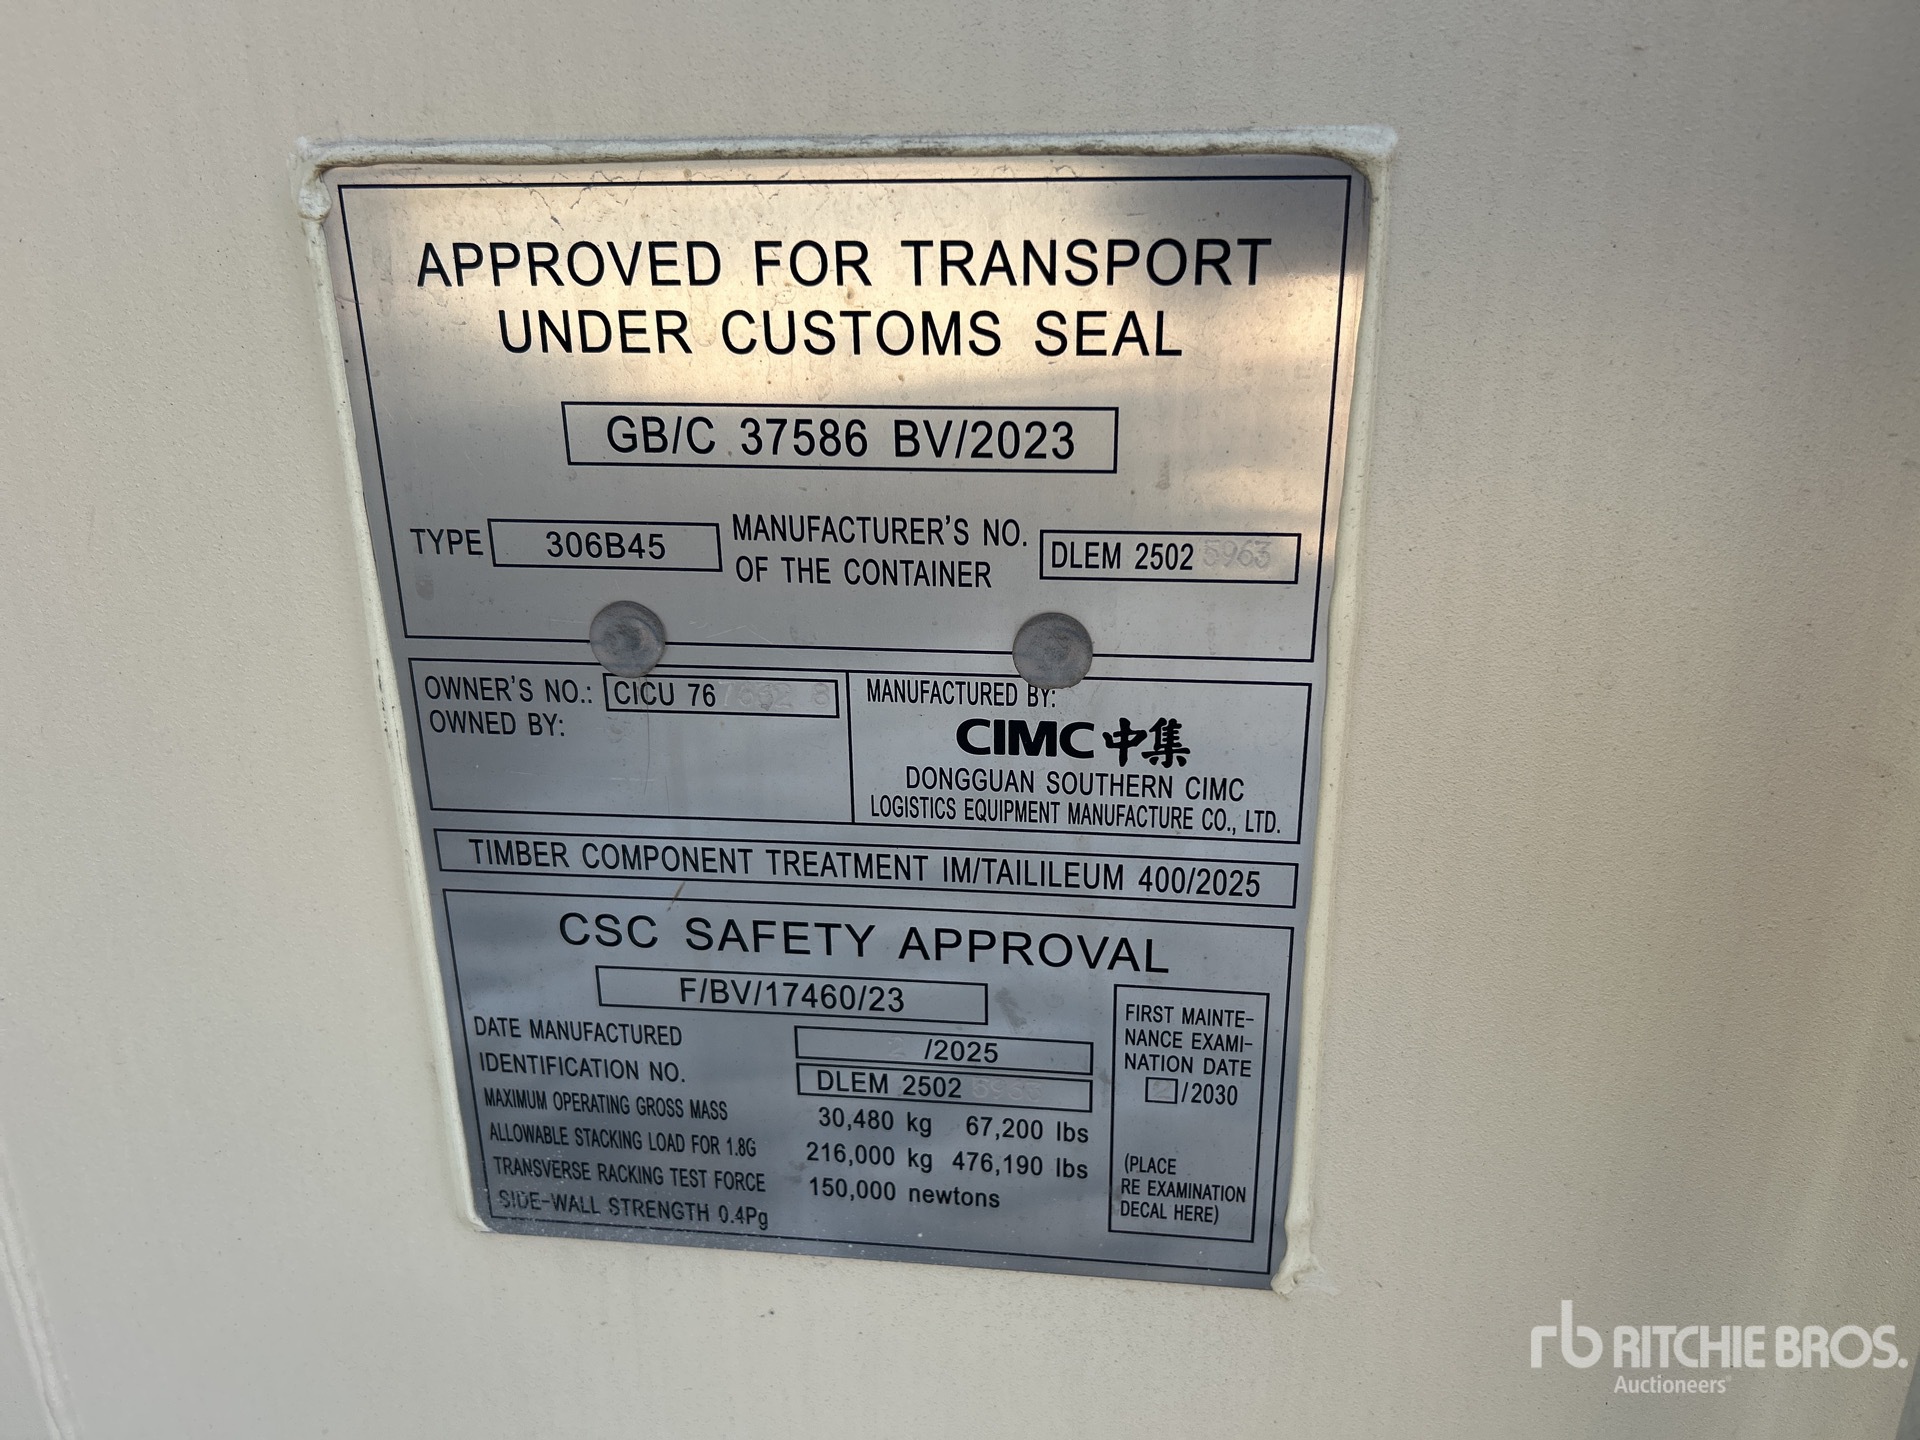 APPROVED FOR TRANSPORT
UNDER CUSTOMS SEAL
GB/C 37586 BV/2023
TYPE 306B45 MANUFACTURER'S NO.
OF THE CONTAINER DLEM 2502 5963
OWNER'S NO.: CICU 76
OWNED BY:
MANUFACTURED BY:
CIMC中集
DONGGUAN SOUTHERN CIMC
LOGISTICS EQUIPMENT MANUFACTURE CO., LTD.
TIMBER COMPONENT TREATMENT IM/TAILILEUM 400/2025
CSC SAFETY APPROVAL
F/BV/17460/23
DATE MANUFACTURED 2 /2025
IDENTIFICATION NO. DLEM 2502
MAXIMUM OPERATING GROSS MASS 30,480 kg 67,200 lbs
ALLOWABLE STACKING LOAD FOR 1.8G 216,000 kg 476,190 lbs
TRANSVERSE RACKING TEST FORCE 150,000 newtons
SIDE-WALL STRENGTH 0.4Pg
FIRST MAINTE-
NANCE EXAMI-
NATION DATE
2/2030
(PLACE
RE EXAMINATION
DECAL HERE)
rb RITCHIE BROS.
Auctioneers